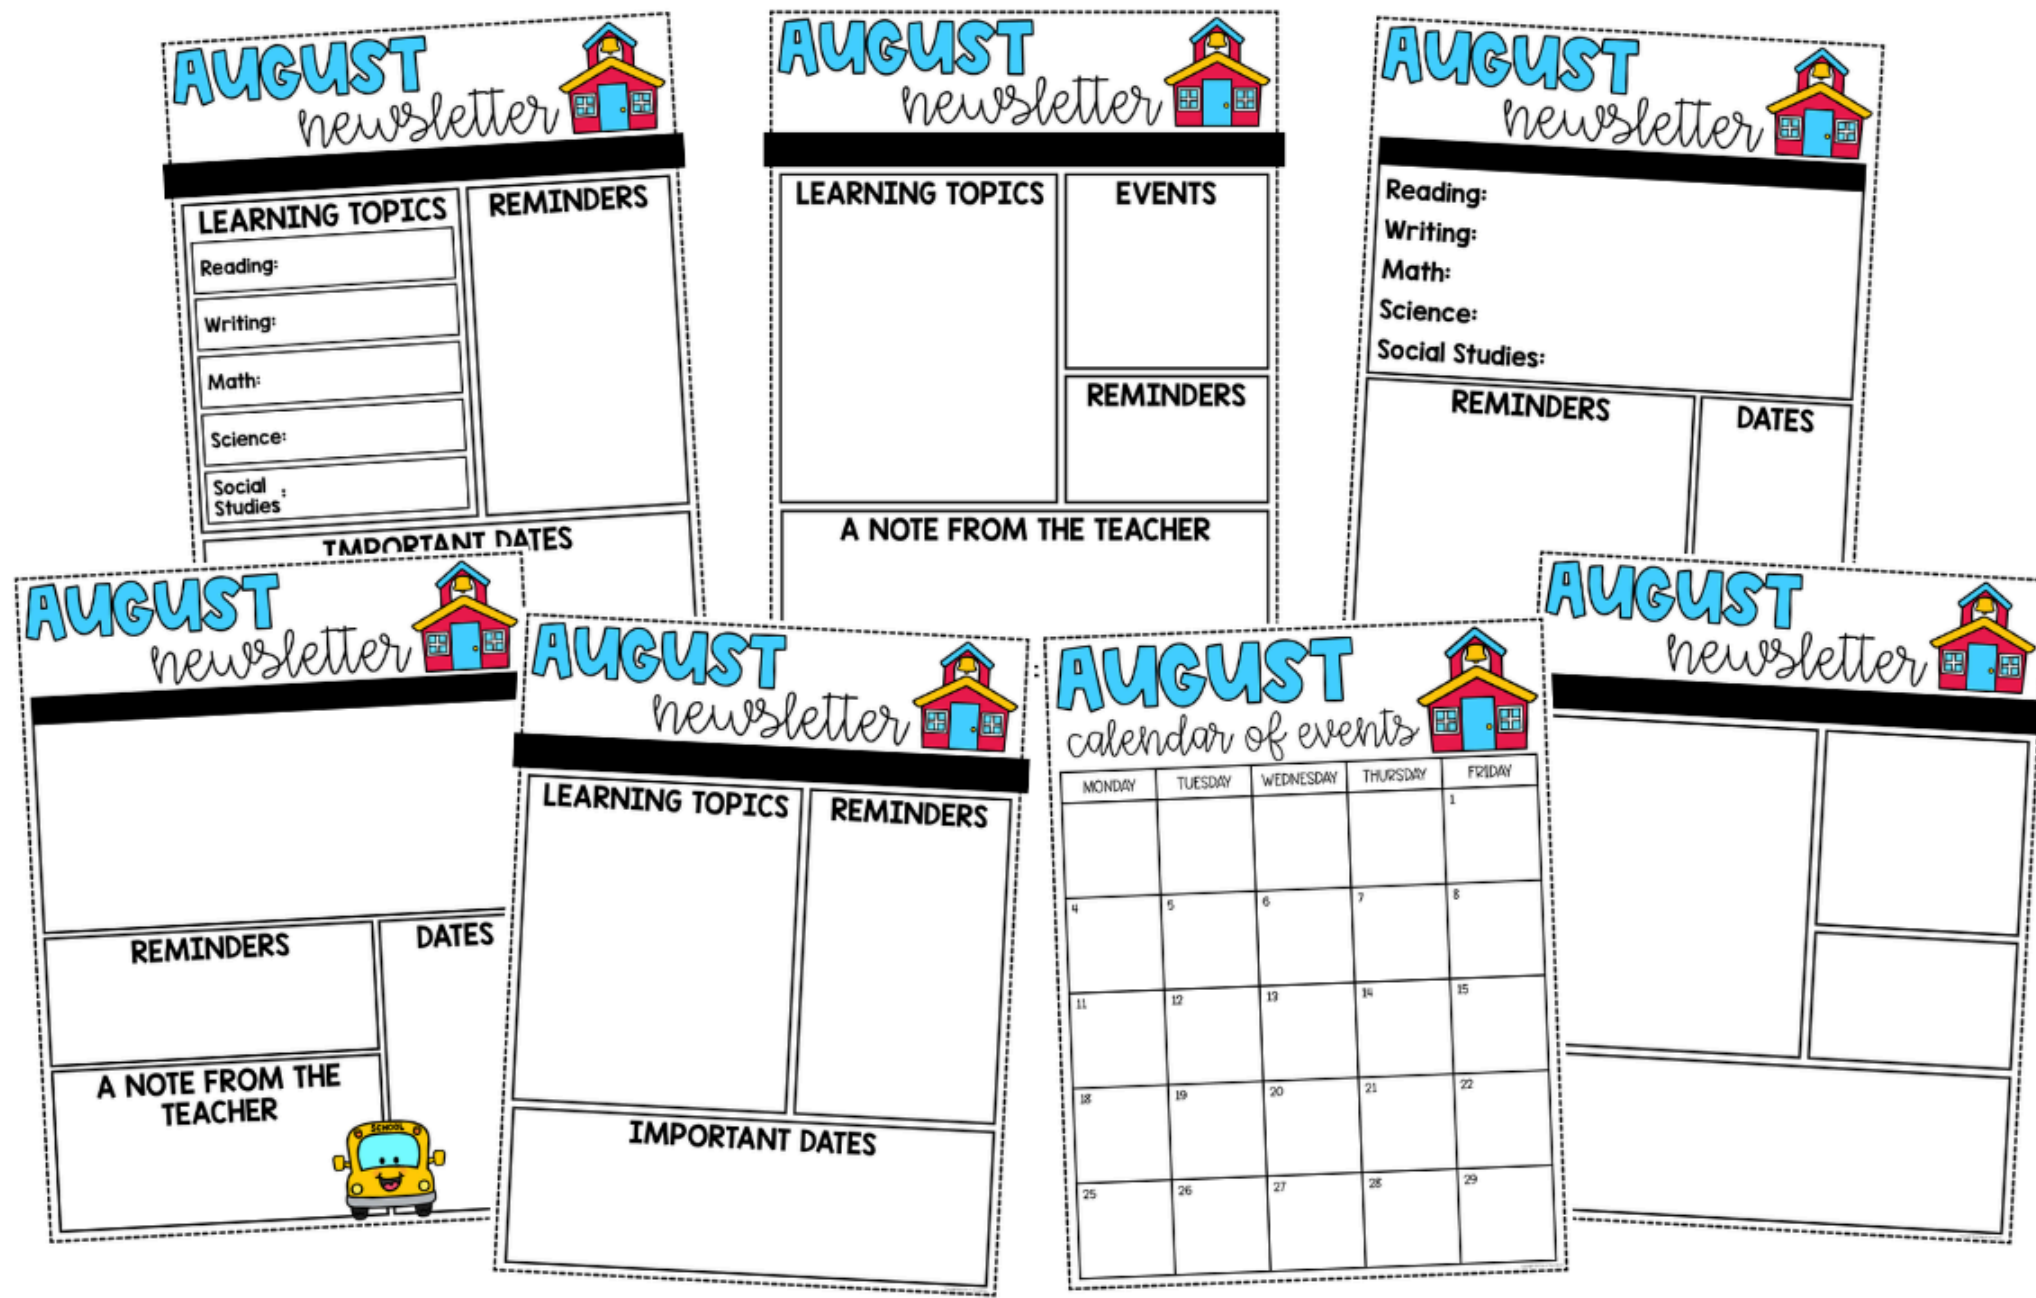 AUGUST
newsletter
LEARNING TOPICS
Reading:
Writing:
Math:
Science:
Social
Studies :
REMINDERS
IMPORTANT DATES
AUGUST
newsletter
LEARNING TOPICS
EVENTS
REMINDERS
A NOTE FROM THE TEACHER
AUGUST
newsletter
Reading:
Writing:
Math:
Science:
Social Studies:
REMINDERS
DATES
AUGUST
newsletter
REMINDERS
DATES
A NOTE FROM THE
TEACHER
SCHOOL
AUGUST
newsletter
LEARNING TOPICS
REMINDERS
IMPORTANT DATES
AUGUST
calendar of events
MONDAY TUESDAY WEDNESDAY THURSDAY FRIDAY
1
4 5 6 7 8
11 12 13 14 15
18 19 20 21 22
25 26 27 28 29
AUGUST
newsletter